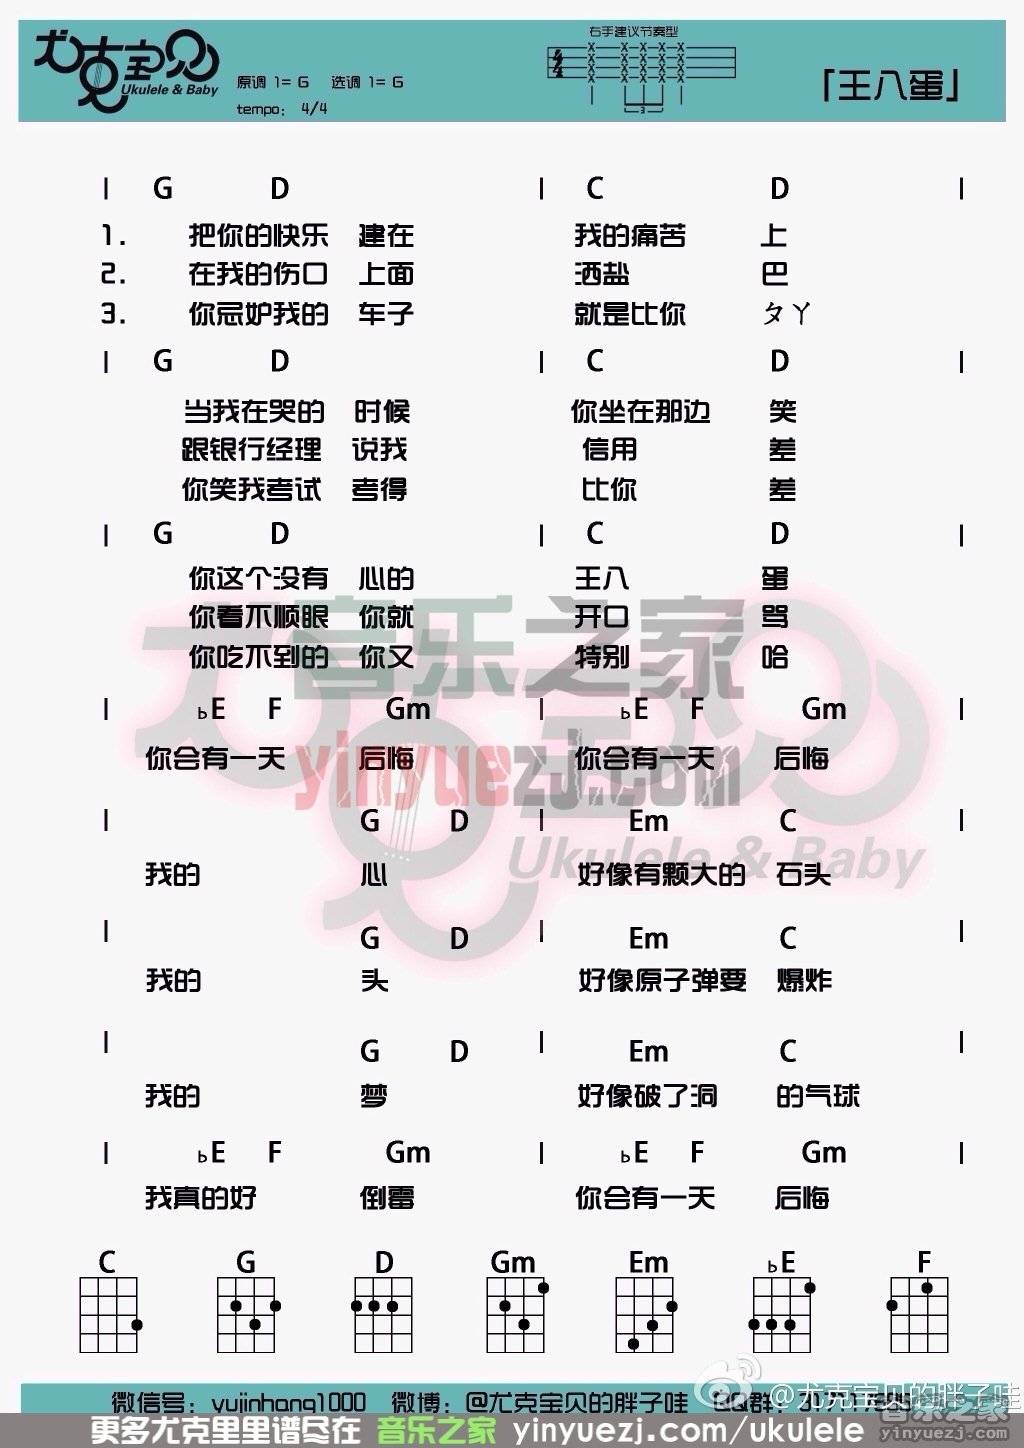 尤克宝贝
Ukulele & Baby
原调 1= G 选调 1= G
tempo: 4/4
右手建议节奏型
4/4
3
「王八蛋」
| G D | C D |
1. 把你的快乐 建在 我的痛苦 上
2. 在我的伤口 上面 洒盐 巴
3. 你忌妒我的 车子 就是比你 ㄆㄚ
| G D | C D |
当我在哭的 时候 你坐在那边 笑
跟银行经理 说我 信用 差
你笑我考试 考得 比你 差
| G D | C D |
你这个没有 心的 王八 蛋
你看不顺眼 你就 开口 骂
你吃不到的 你又 特别 哈
| ♭E F Gm | ♭E F Gm |
你会有一天 后悔 你会有一天 后悔
| G D | Em C |
我的 心 好像有颗大的 石头
| G D | Em C |
我的 头 好像原子弹要 爆炸
| G D | Em C |
我的 梦 好像破了洞 的气球
| ♭E F Gm | ♭E F Gm |
我真的好 倒霉 你会有一天 后悔
音乐之家
yinyuezj.com
Ukulele & Baby
C G D Gm Em ♭E F
微信号: yujinhang1000 微博: @尤克宝贝的胖子哇 QQ群:
@尤克宝贝的胖子哇
更多尤克里里谱尽在 音乐之家 yinyuezj.com/ukulele
音乐之家
yinyuezj.com